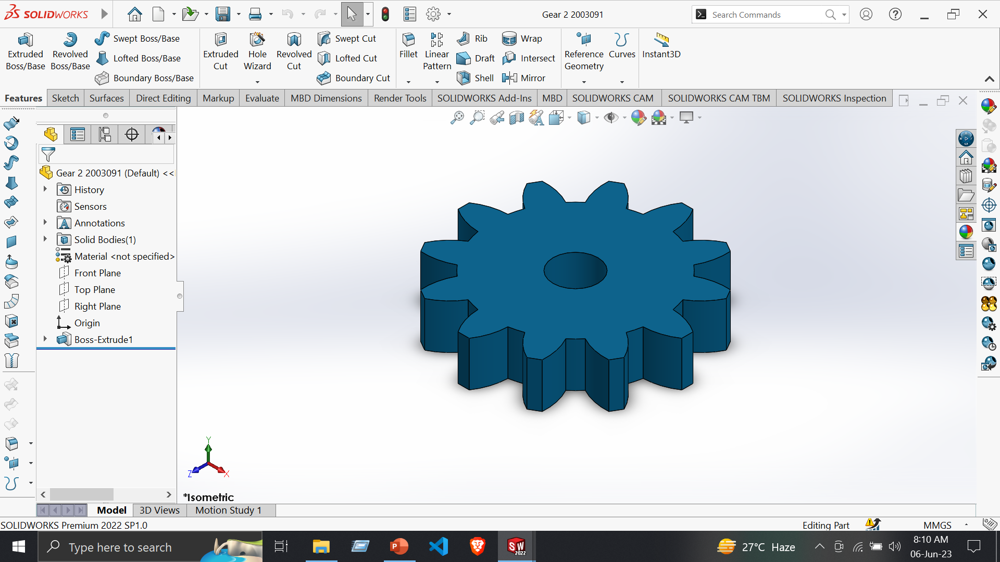 SOLIDWORKS
Gear 2 2003091
Search Commands
Extruded Boss/Base
Revolved Boss/Base
Swept Boss/Base
Lofted Boss/Base
Boundary Boss/Base
Extruded Cut
Hole Wizard
Revolved Cut
Swept Cut
Lofted Cut
Boundary Cut
Fillet
Linear Pattern
Rib
Draft
Shell
Wrap
Intersect
Mirror
Reference Geometry
Curves
Instant3D
Features
Sketch
Surfaces
Direct Editing
Markup
Evaluate
MBD Dimensions
Render Tools
SOLIDWORKS Add-Ins
MBD
SOLIDWORKS CAM
SOLIDWORKS CAM TBM
SOLIDWORKS Inspection
Gear 2 2003091 (Default) <<
History
Sensors
Annotations
Solid Bodies(1)
Material <not specified>
Front Plane
Top Plane
Right Plane
Origin
Boss-Extrude1
Y
Z
X
*Isometric
Model
3D Views
Motion Study 1
SOLIDWORKS Premium 2022 SP1.0
Editing Part
MMGS
Type here to search
P
SW
2022
27°C Haze
8:10 AM
06-Jun-23